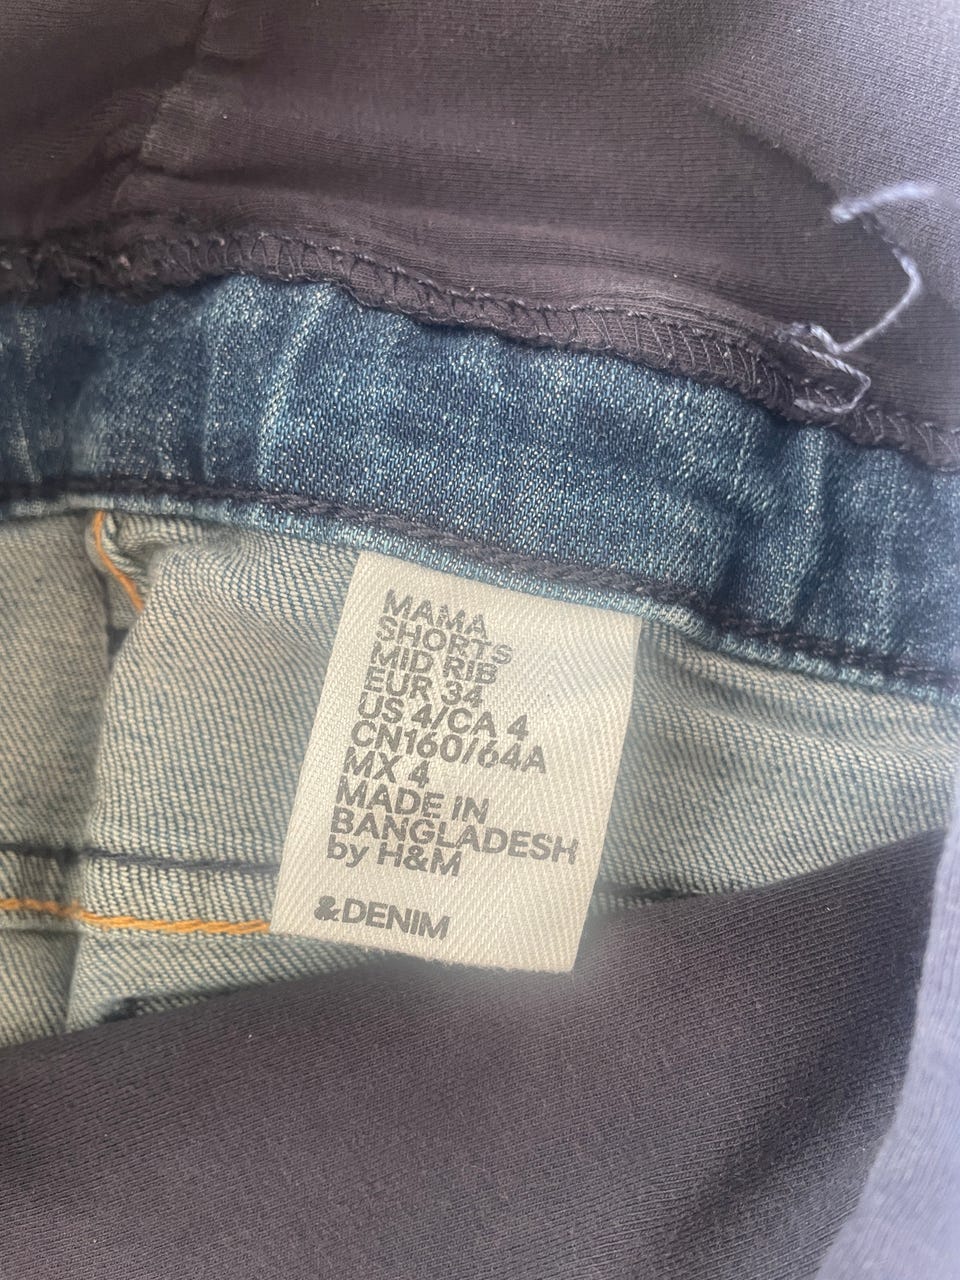 MAMA
SHORTS
MID RIB
EUR 34
US 4/CA 4
CN160/64A
MX 4
MADE IN
BANGLADESH
by H&M
&DENIM